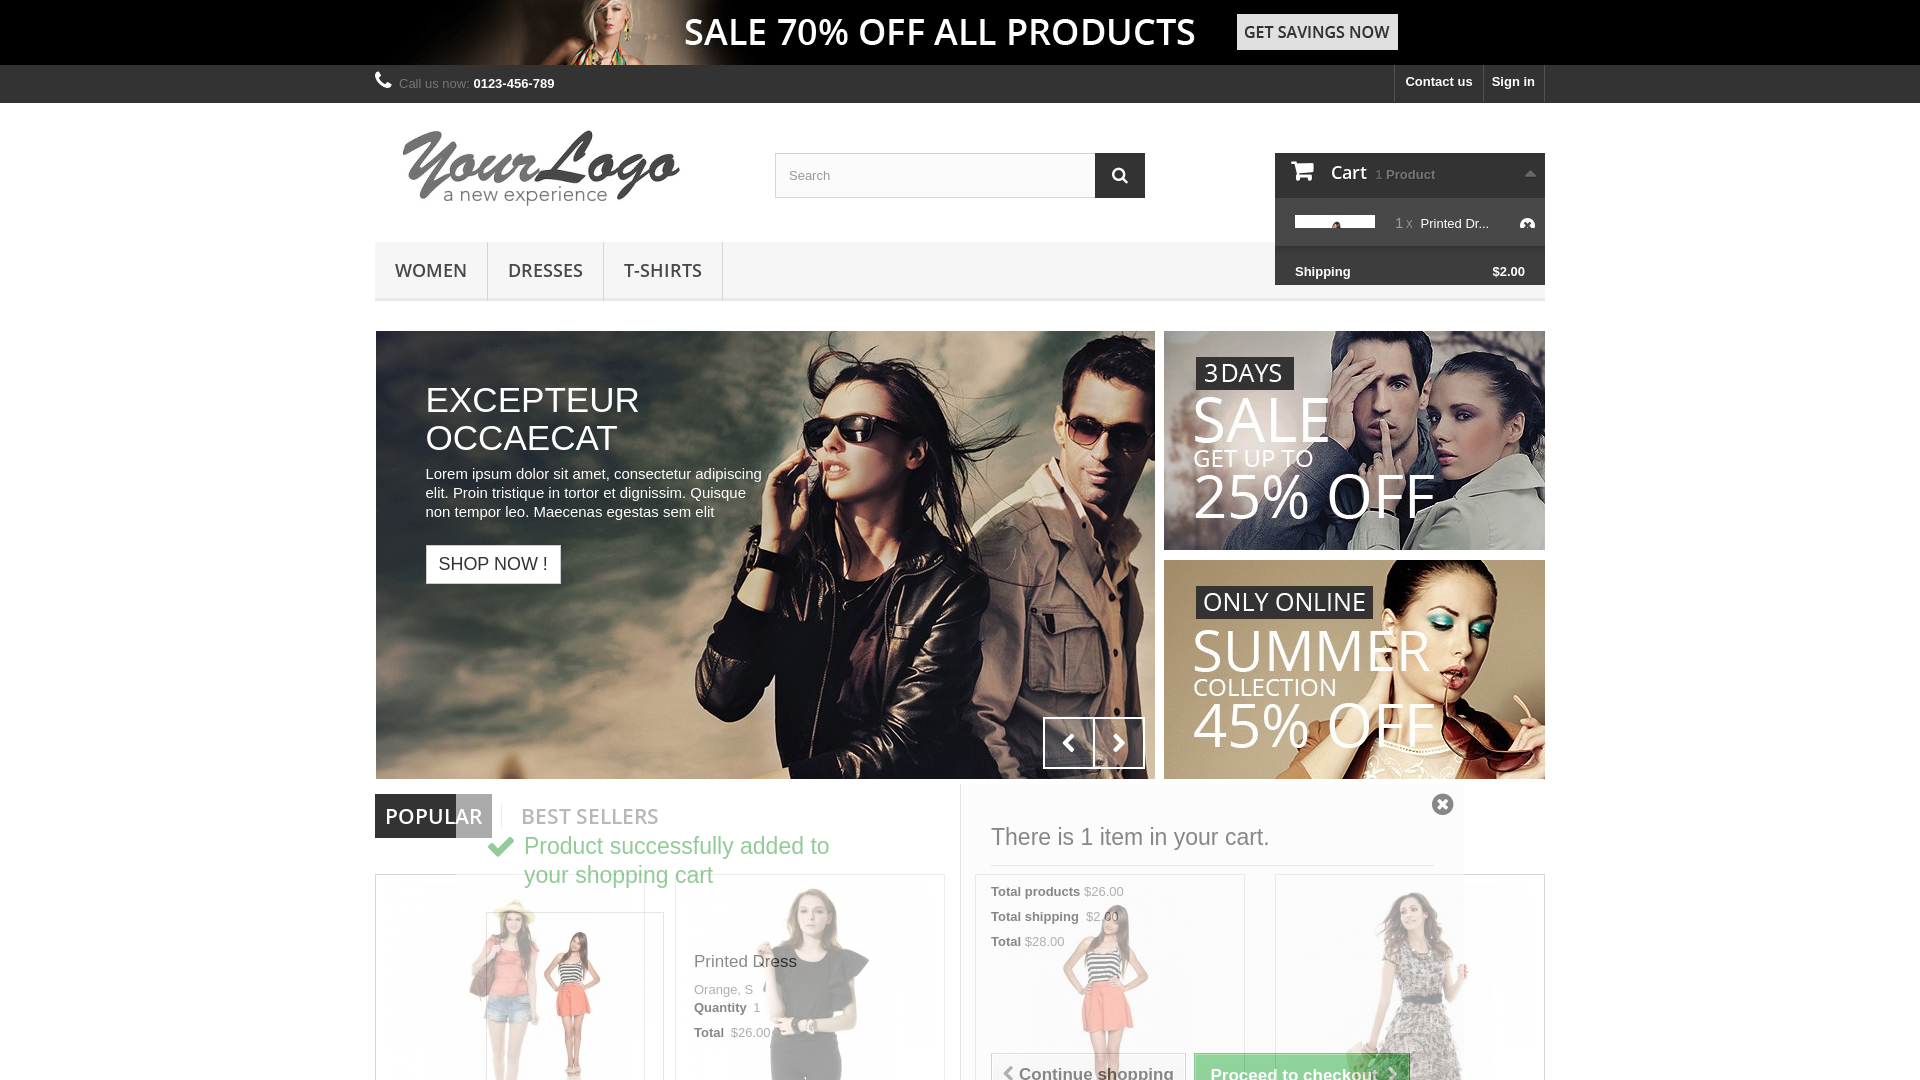 SALE 70% OFF ALL PRODUCTS
GET SAVINGS NOW
Call us now: 0123-456-789
Contact us
Sign in
YourLogo
a new experience
Search
Cart 1 Product
1 x Printed Dr...
Shipping $2.00
WOMEN
DRESSES
T-SHIRTS
EXCEPTEUR
OCCAECAT
Lorem ipsum dolor sit amet, consectetur adipiscing
elit. Proin tristique in tortor et dignissim. Quisque
non tempor leo. Maecenas egestas sem elit
SHOP NOW !
3 DAYS
SALE
GET UP TO
25% OFF
ONLY ONLINE
SUMMER
COLLECTION
45% OFF
POPULAR
BEST SELLERS
Product successfully added to
your shopping cart
Printed Dress
Orange, S
Quantity 1
Total $26.00
There is 1 item in your cart.
Total products $26.00
Total shipping $2.00
Total $28.00
Continue shopping
Proceed to checkout